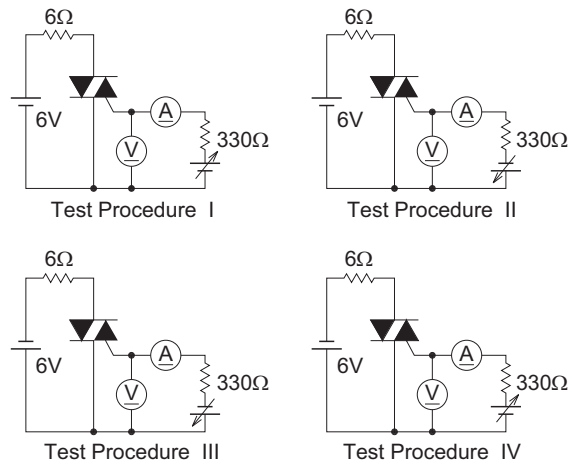 6Ω
6V
A
V
330Ω
Test Procedure I
6Ω
6V
A
V
330Ω
Test Procedure II
6Ω
6V
A
V
330Ω
Test Procedure III
6Ω
6V
A
V
330Ω
Test Procedure IV